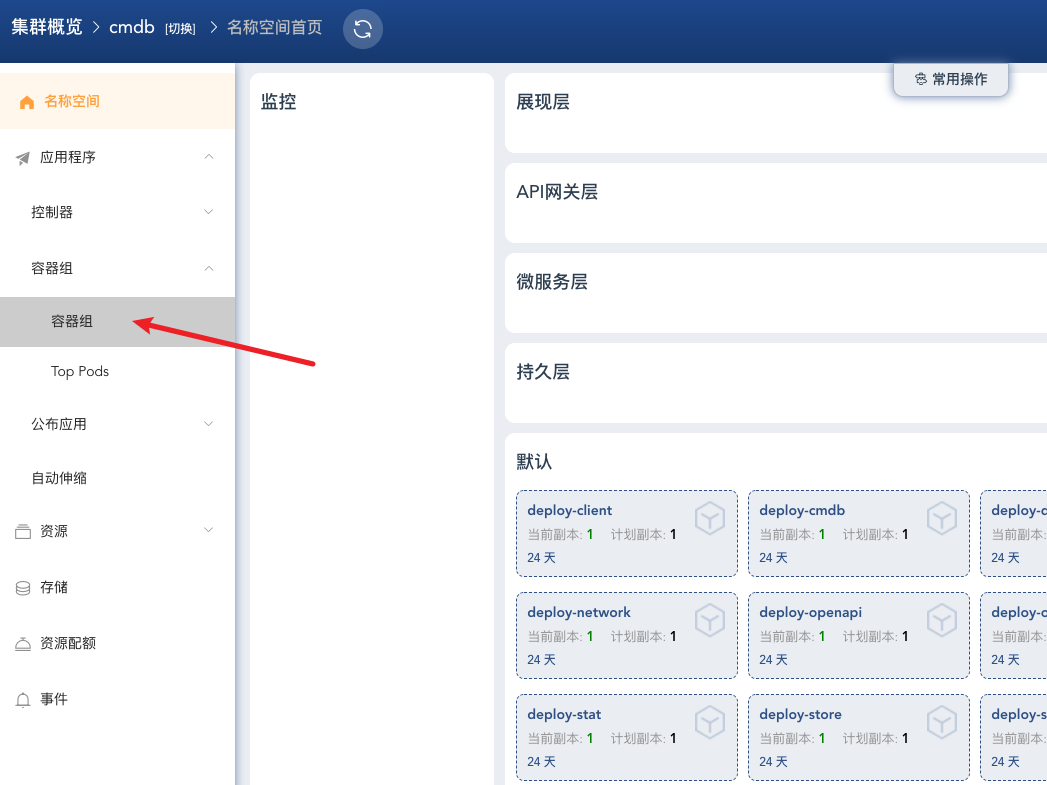 集群概览 > cmdb [切换] > 名称空间首页
常用操作
名称空间
应用程序
控制器
容器组
容器组
Top Pods
公布应用
自动伸缩
资源
存储
资源配额
事件
监控
展现层
API网关层
微服务层
持久层
默认
deploy-client
当前副本: 1 计划副本: 1
24 天
deploy-cmdb
当前副本: 1 计划副本: 1
24 天
deploy-
当前副本:
24 天
deploy-network
当前副本: 1 计划副本: 1
24 天
deploy-openapi
当前副本: 1 计划副本: 1
24 天
deploy-
当前副本:
24 天
deploy-stat
当前副本: 1 计划副本: 1
24 天
deploy-store
当前副本: 1 计划副本: 1
24 天
deploy-s
当前副本:
24 天